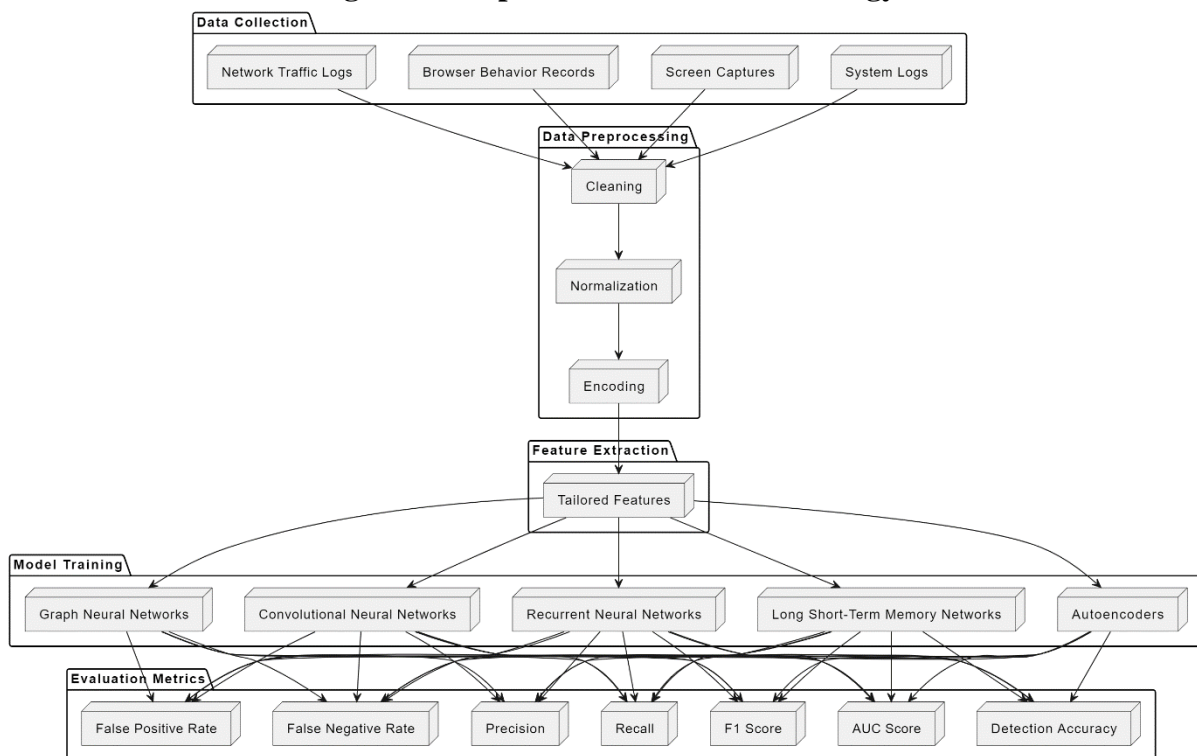 Data Collection
Network Traffic Logs
Browser Behavior Records
Screen Captures
System Logs
Data Preprocessing
Cleaning
Normalization
Encoding
Feature Extraction
Tailored Features
Model Training
Graph Neural Networks
Convolutional Neural Networks
Recurrent Neural Networks
Long Short-Term Memory Networks
Autoencoders
Evaluation Metrics
False Positive Rate
False Negative Rate
Precision
Recall
F1 Score
AUC Score
Detection Accuracy